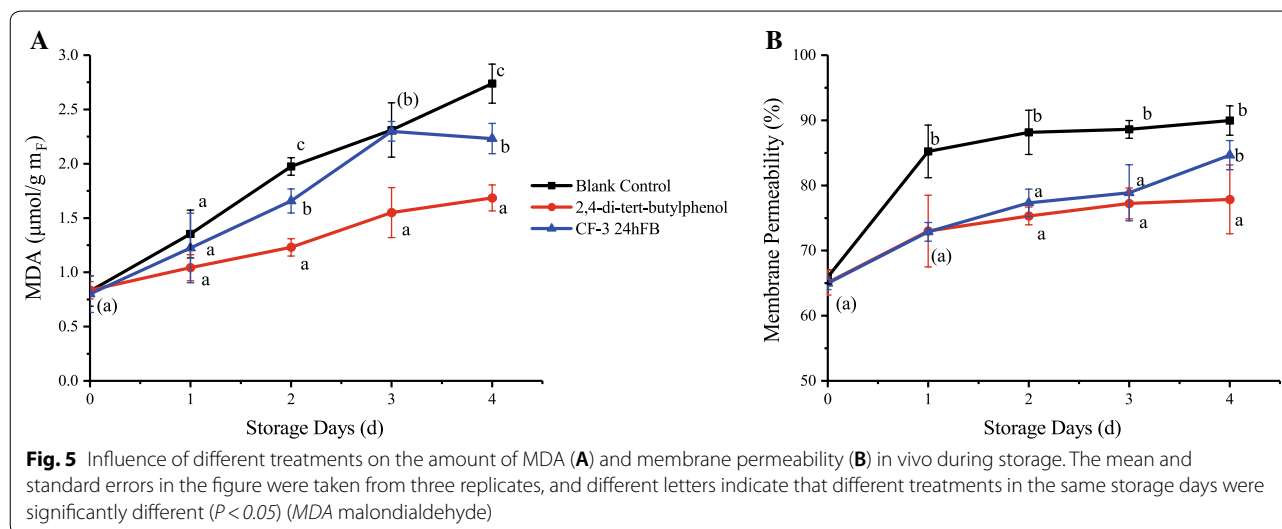 A
3.0
2.5
2.0
1.5
1.0
0.5
0.0
MDA (μmol/g m_F)
0 1 2 3 4
Storage Days (d)
(a)
a
a
a
c
b
a
(b)
a
c
b
a
Blank Control
2,4-di-tert-butylphenol
CF-3 24hFB
B
100
90
80
70
60
50
Membrane Permeability (%)
0 1 2 3 4
Storage Days (d)
(a)
b
(a)
b
a
a
b
a
a
b
b
a
Fig. 5 Influence of different treatments on the amount of MDA (A) and membrane permeability (B) in vivo during storage. The mean and
standard errors in the figure were taken from three replicates, and different letters indicate that different treatments in the same storage days were
significantly different (P < 0.05) (MDA malondialdehyde)